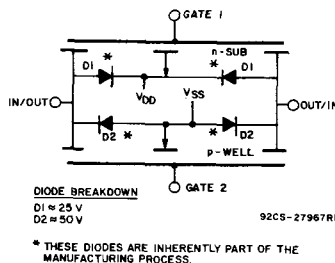 GATE 1
n-SUB
* *
D1 D1
IN/OUT VDD VSS OUT/IN
* *
D2 D2
p-WELL
GATE 2
DIODE BREAKDOWN
D1 ≈ 25 V
D2 ≈ 50 V
92CS-27967RI
* THESE DIODES ARE INHERENTLY PART OF THE
MANUFACTURING PROCESS.